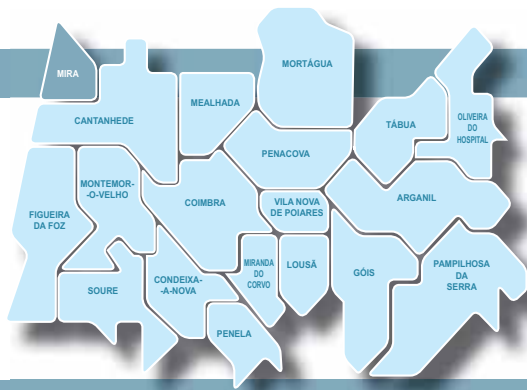 MORTÁGUA
MIRA
MEALHADA
CANTANHEDE
TÁBUA
OLIVEIRA
DO
HOSPITAL
PENACOVA
MONTEMOR-
-O-VELHO
COIMBRA
VILA NOVA
DE POIARES
ARGANIL
FIGUEIRA
DA FOZ
MIRANDA
DO
CORVO
LOUSÃ
GÓIS
PAMPILHOSA
DA
SERRA
SOURE
CONDEIXA-
-A-NOVA
PENELA